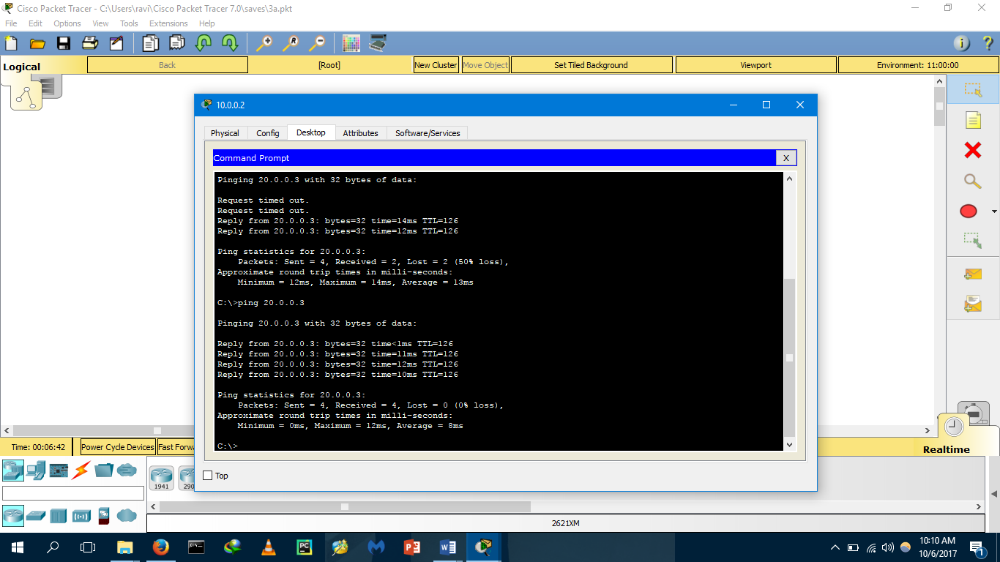 Cisco Packet Tracer - C:\Users\ravi\Cisco Packet Tracer 7.0\saves\3a.pkt
File Edit Options View Tools Extensions Help
Logical
Back
[Root]
New Cluster
Move Object
Set Tiled Background
Viewport
Environment: 11:00:00
10.0.0.2
Physical Config Desktop Attributes Software/Services
Command Prompt
X
Pinging 20.0.0.3 with 32 bytes of data:
Request timed out.
Request timed out.
Reply from 20.0.0.3: bytes=32 time=14ms TTL=126
Reply from 20.0.0.3: bytes=32 time=12ms TTL=126
Ping statistics for 20.0.0.3:
Packets: Sent = 4, Received = 2, Lost = 2 (50% loss),
Approximate round trip times in milli-seconds:
Minimum = 12ms, Maximum = 14ms, Average = 13ms
C:\>ping 20.0.0.3
Pinging 20.0.0.3 with 32 bytes of data:
Reply from 20.0.0.3: bytes=32 time<1ms TTL=126
Reply from 20.0.0.3: bytes=32 time=11ms TTL=126
Reply from 20.0.0.3: bytes=32 time=12ms TTL=126
Reply from 20.0.0.3: bytes=32 time=10ms TTL=126
Ping statistics for 20.0.0.3:
Packets: Sent = 4, Received = 4, Lost = 0 (0% loss),
Approximate round trip times in milli-seconds:
Minimum = 0ms, Maximum = 12ms, Average = 8ms
C:\>
Top
Time: 00:06:42
Power Cycle Devices
Fast Forwa
Realtime
1941
290
2621XM
10:10 AM
10/6/2017
1